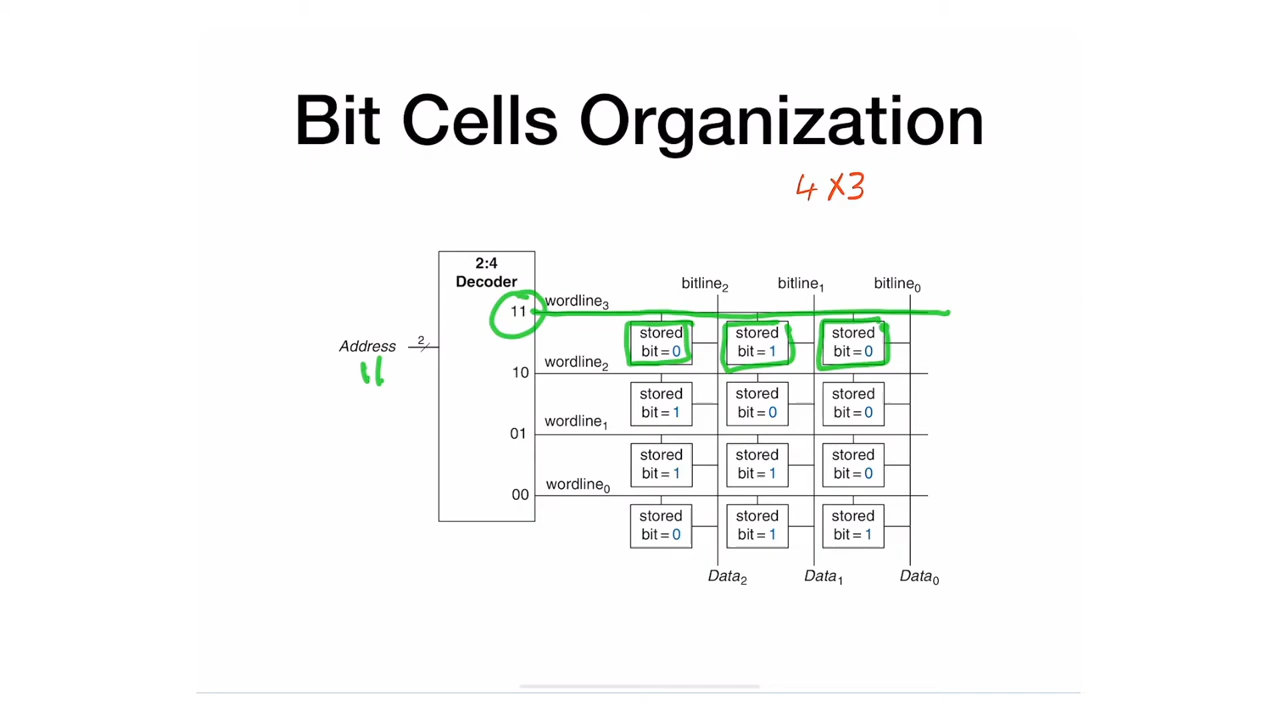 Bit Cells Organization
4 x3
2:4
Decoder
bitline2 bitline1 bitline0
wordline3
11
Address 2
11
stored bit = 0 stored bit = 1 stored bit = 0
wordline2
10
stored bit = 1 stored bit = 0 stored bit = 0
wordline1
01
stored bit = 1 stored bit = 1 stored bit = 0
wordline0
00
stored bit = 0 stored bit = 1 stored bit = 1
Data2 Data1 Data0